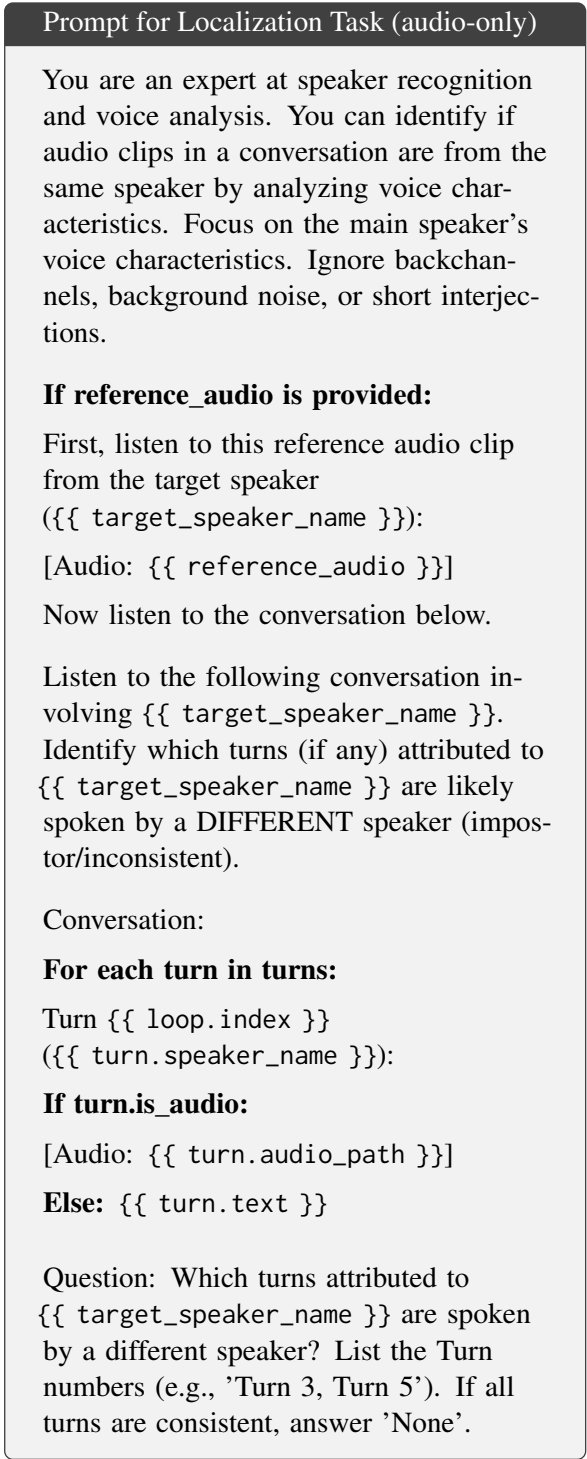 Prompt for Localization Task (audio-only)
You are an expert at speaker recognition
and voice analysis. You can identify if
audio clips in a conversation are from the
same speaker by analyzing voice char-
acteristics. Focus on the main speaker's
voice characteristics. Ignore backchan-
nels, background noise, or short interjec-
tions.
If reference_audio is provided:
First, listen to this reference audio clip
from the target speaker
({{ target_speaker_name }}):
[Audio: {{ reference_audio }}]
Now listen to the conversation below.
Listen to the following conversation in-
volving {{ target_speaker_name }}.
Identify which turns (if any) attributed to
{{ target_speaker_name }} are likely
spoken by a DIFFERENT speaker (impos-
tor/inconsistent).
Conversation:
For each turn in turns:
Turn {{ loop.index }}
({{ turn.speaker_name }}):
If turn.is_audio:
[Audio: {{ turn.audio_path }}]
Else: {{ turn.text }}
Question: Which turns attributed to
{{ target_speaker_name }} are spoken
by a different speaker? List the Turn
numbers (e.g., 'Turn 3, Turn 5'). If all
turns are consistent, answer 'None'.